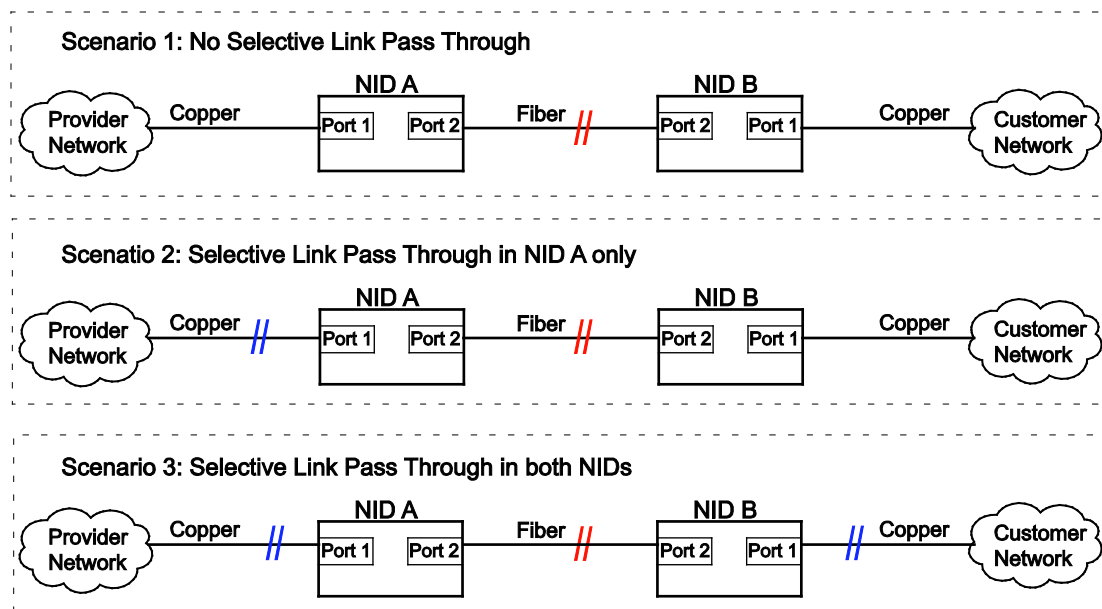 Scenario 1: No Selective Link Pass Through
NID A
NID B
Provider
Network
Copper
Port 1
Port 2
Fiber
Port 2
Port 1
Copper
Customer
Network
Scenatio 2: Selective Link Pass Through in NID A only
NID A
NID B
Provider
Network
Copper
Port 1
Port 2
Fiber
Port 2
Port 1
Copper
Customer
Network
Scenario 3: Selective Link Pass Through in both NIDs
NID A
NID B
Provider
Network
Copper
Port 1
Port 2
Fiber
Port 2
Port 1
Copper
Customer
Network